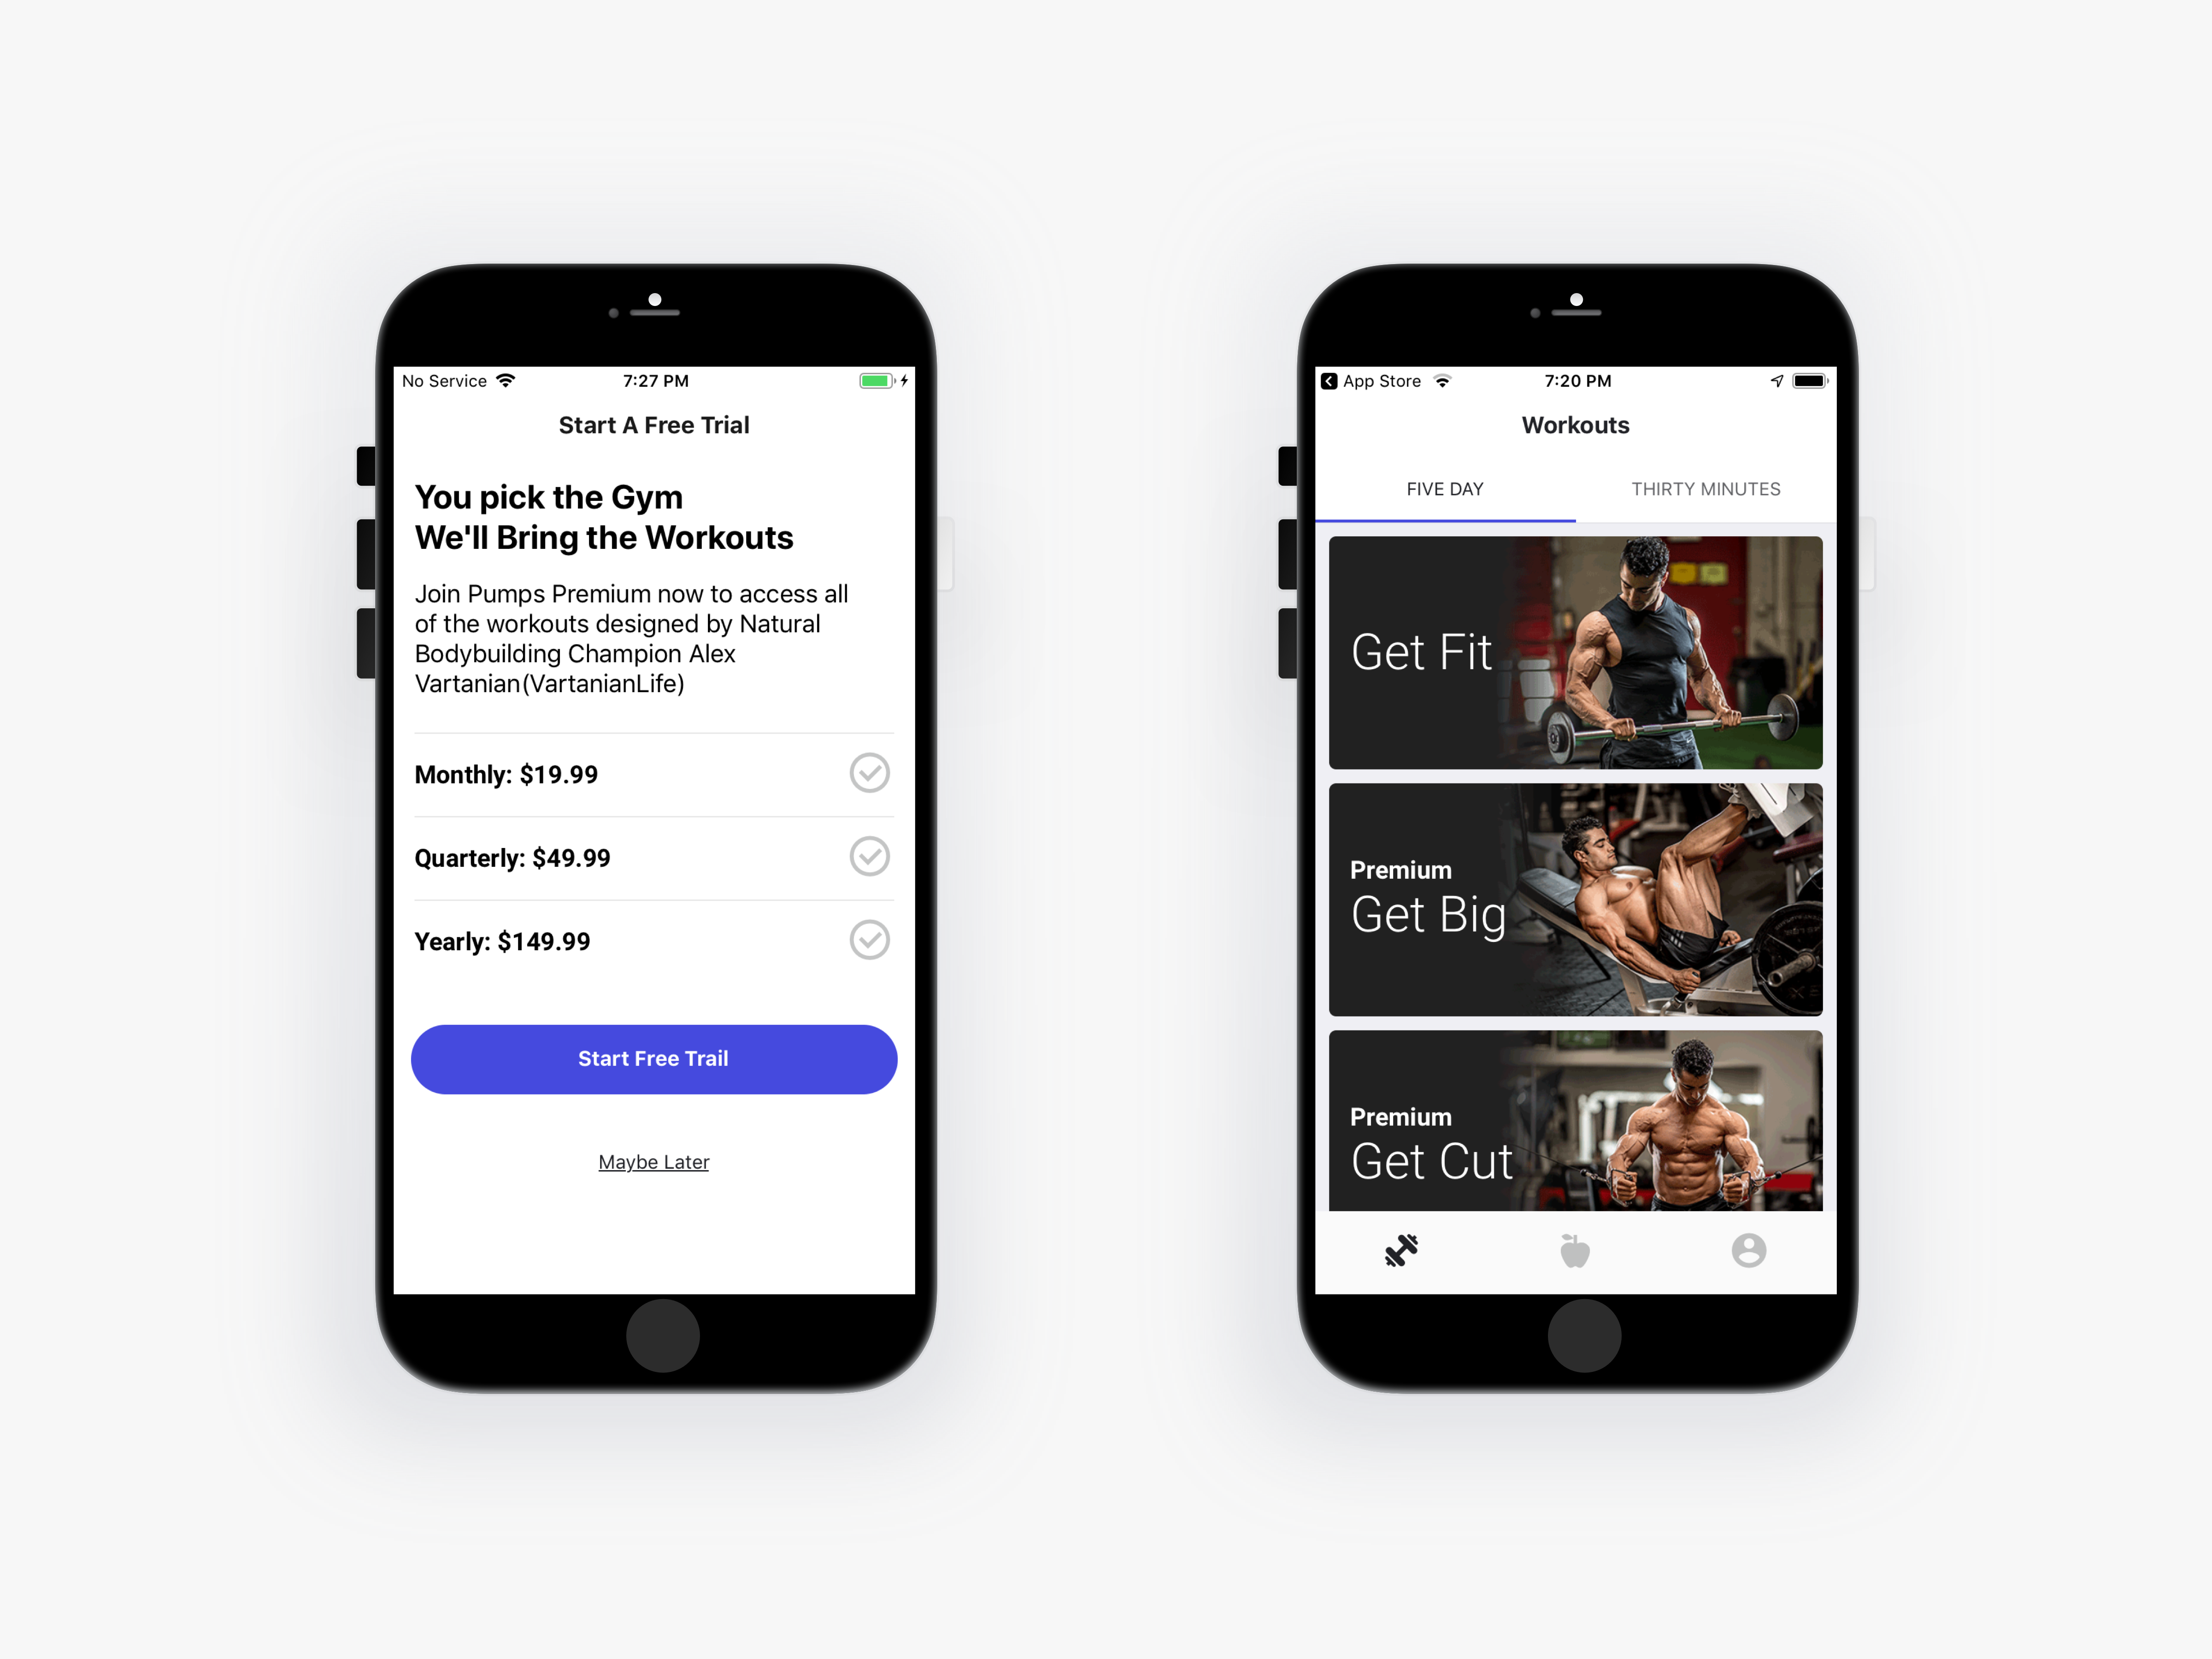 No Service
7:27 PM
Start A Free Trial
You pick the Gym
We'll Bring the Workouts
Join Pumps Premium now to access all
of the workouts designed by Natural
Bodybuilding Champion Alex
Vartanian(VartanianLife)
Monthly: $19.99
Quarterly: $49.99
Yearly: $149.99
Start Free Trail
Maybe Later
App Store
7:20 PM
Workouts
FIVE DAY
THIRTY MINUTES
Get Fit
Premium
Get Big
Premium
Get Cut